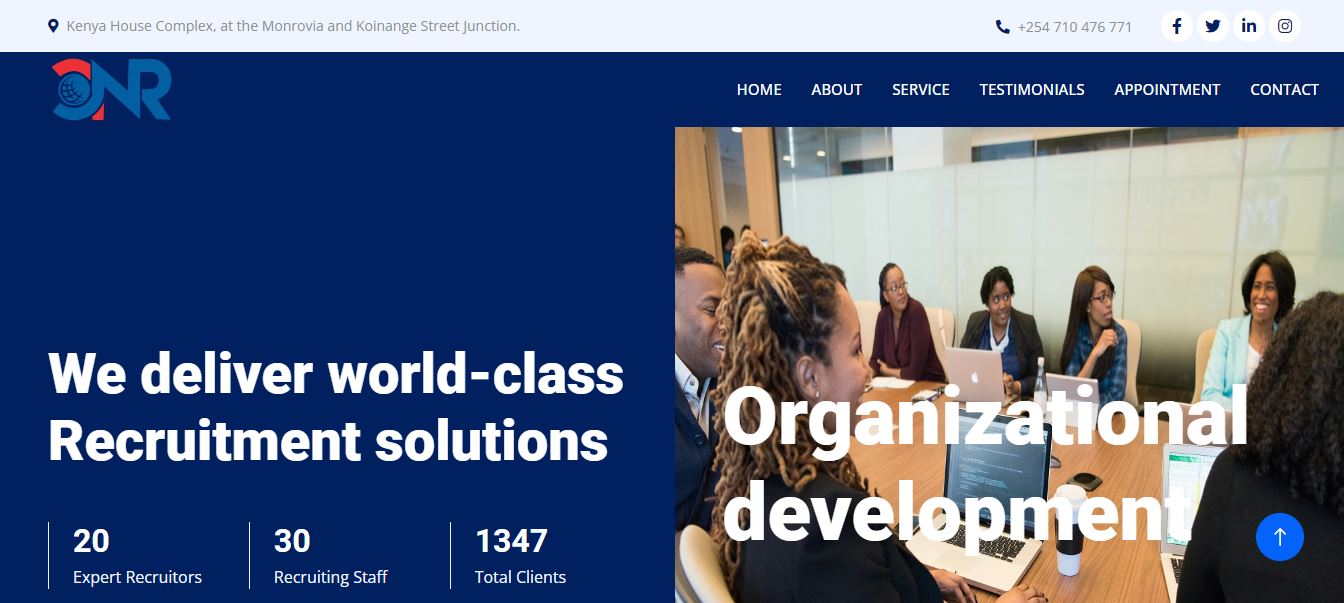 Kenya House Complex, at the Monrovia and Koinange Street Junction.
+254 710 476 771
CNR
HOME ABOUT SERVICE TESTIMONIALS APPOINTMENT CONTACT
We deliver world-class
Recruitment solutions
20
Expert Recruitors
30
Recruiting Staff
1347
Total Clients
Organizational
development